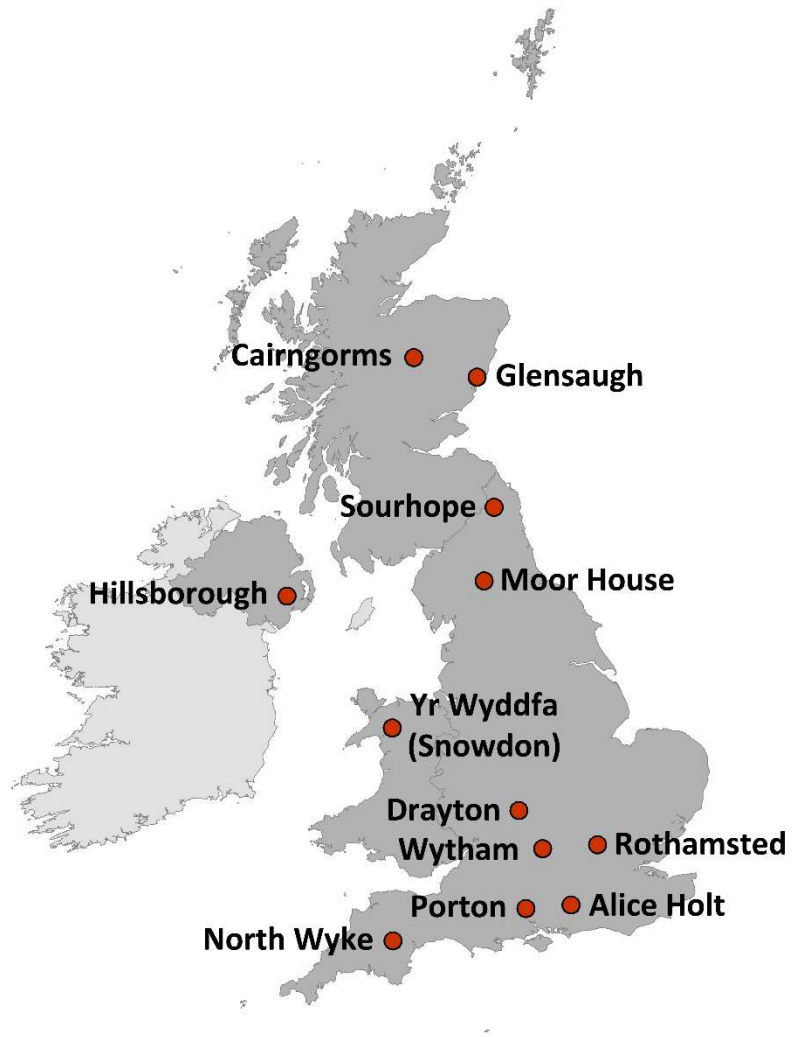 Cairngorms
Glensaugh
Sourhope
Moor House
Hillsborough
Yr Wyddfa
(Snowdon)
Drayton
Wytham
Rothamsted
Porton
Alice Holt
North Wyke